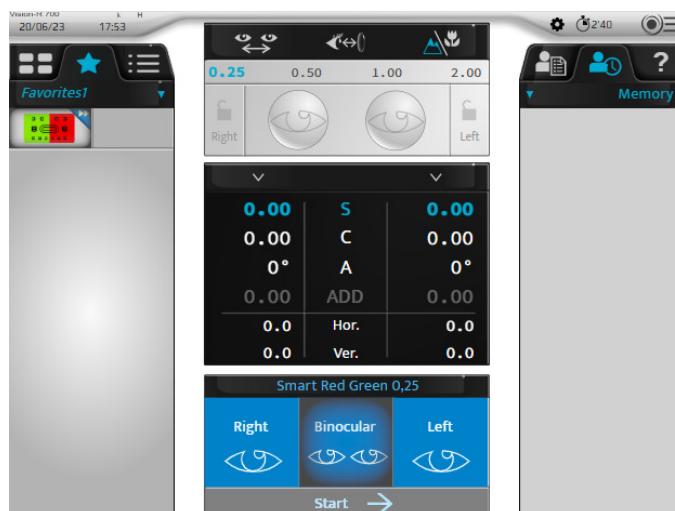 Vision-R 700
20/06/23 17:53 2'40
Favorites1
Memory
?
0.25 0.50 1.00 2.00
Right Left
0.00 S 0.00
0.00 C 0.00
0° A 0°
0.00 ADD 0.00
0.0 Hor. 0.0
0.0 Ver. 0.0
Smart Red Green 0,25
Right Binocular Left
Start